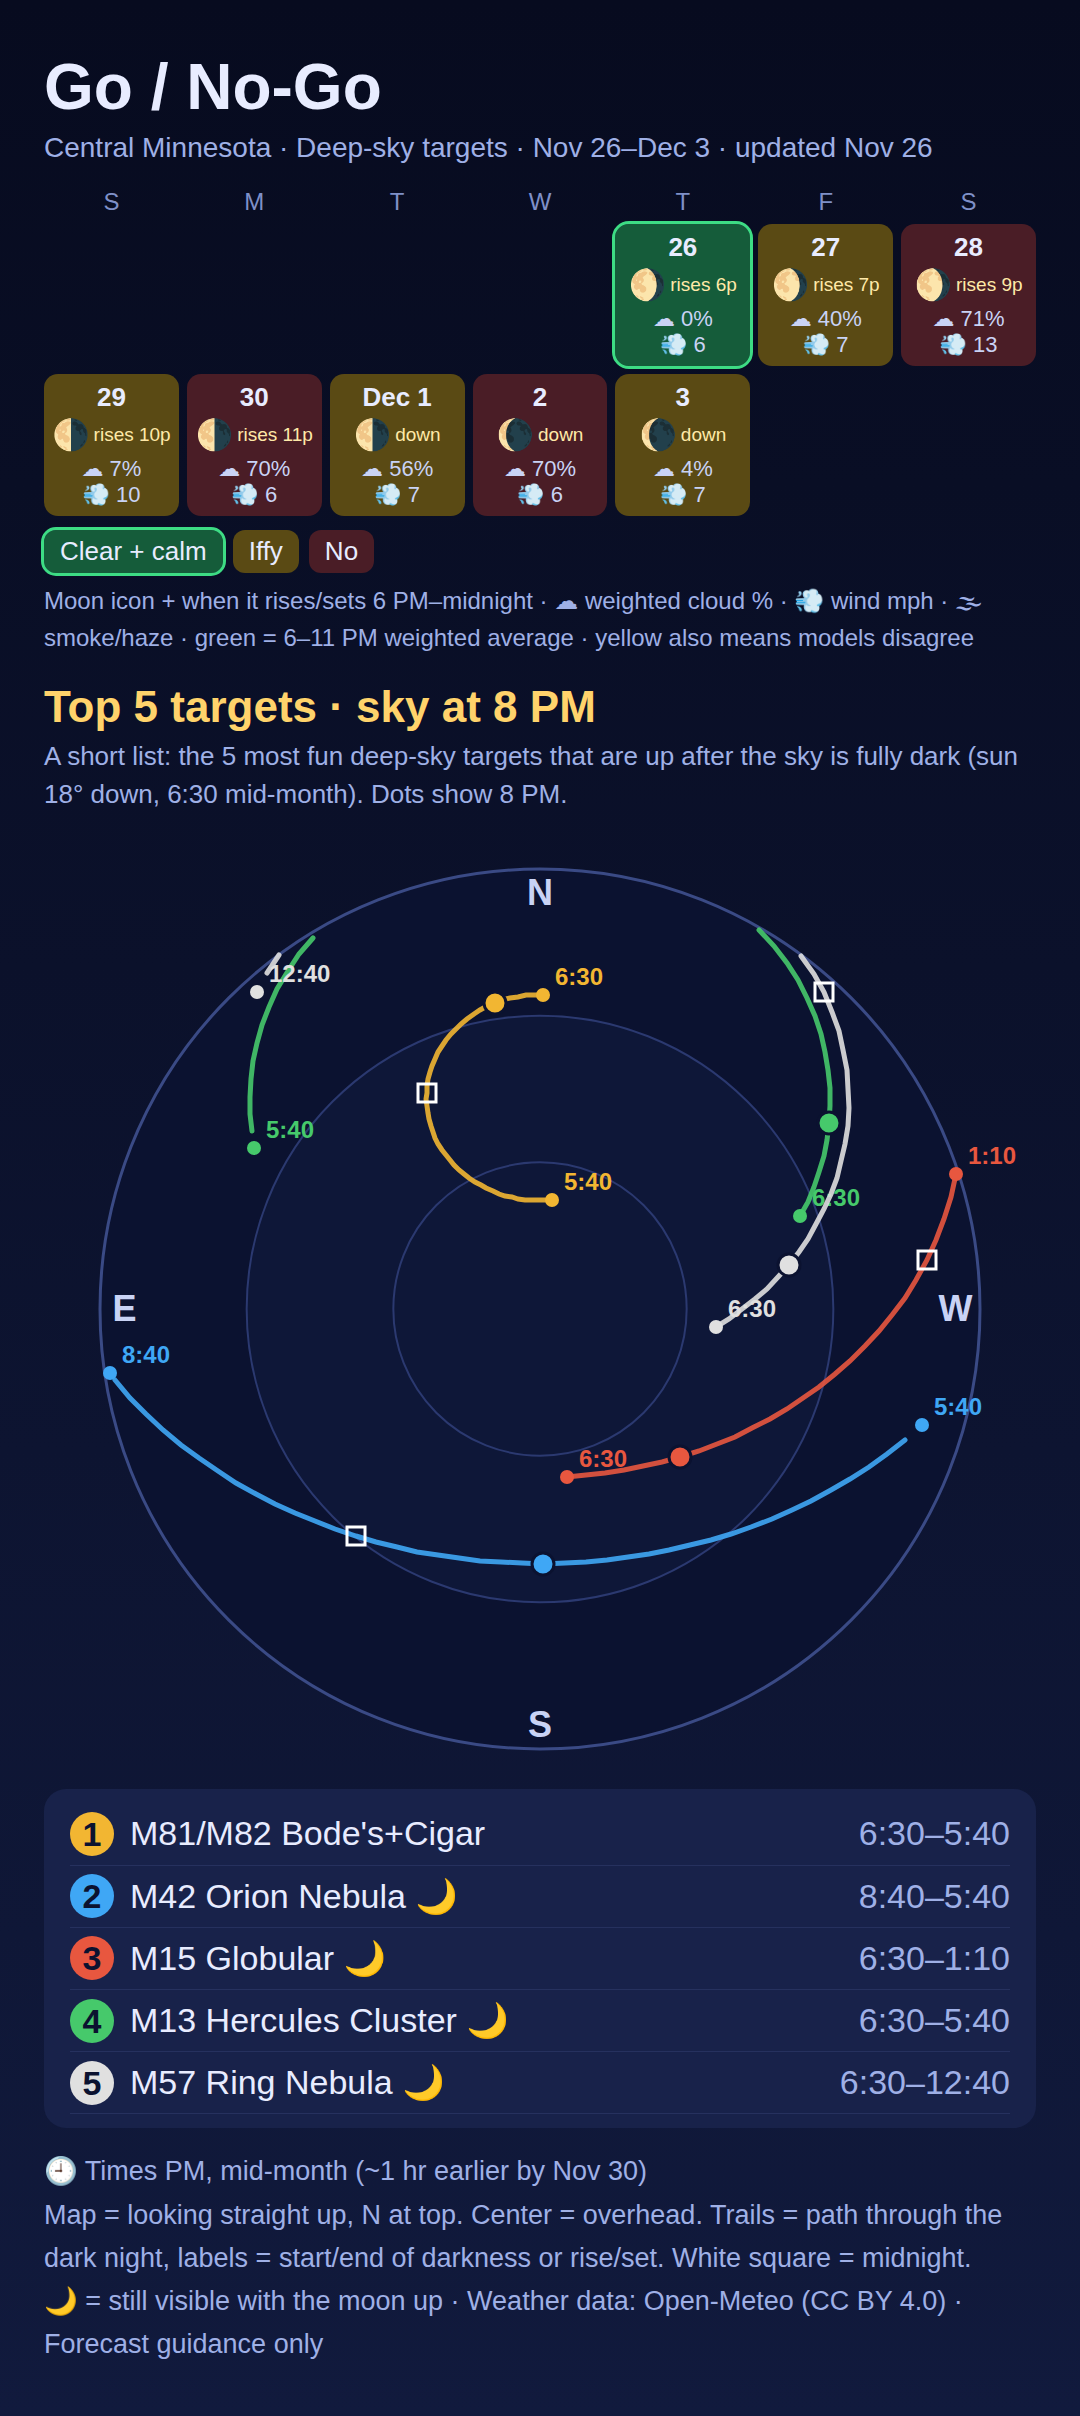 Go / No-Go
Central Minnesota · Deep-sky targets · Nov 26–Dec 3 · updated Nov 26
S M T W T F S
26 27 28
🌖 rises 6p 🌖 rises 7p 🌖 rises 9p
☁ 0% ☁ 40% ☁ 71%
💨 6 💨 7 💨 13
29 30 Dec 1 2 3
🌗 rises 10p 🌗 rises 11p 🌗 down 🌘 down 🌘 down
☁ 7% ☁ 70% ☁ 56% ☁ 70% ☁ 4%
💨 10 💨 6 💨 7 💨 6 💨 7
Clear + calm Iffy No
Moon icon + when it rises/sets 6 PM–midnight · ☁ weighted cloud % · 💨 wind mph · 🌫
smoke/haze · green = 6–11 PM weighted average · yellow also means models disagree
Top 5 targets · sky at 8 PM
A short list: the 5 most fun deep-sky targets that are up after the sky is fully dark (sun
18° down, 6:30 mid-month). Dots show 8 PM.
N
12:40
6:30
5:40
1:10
5:40
6:30
6:30
E
W
8:40
5:40
6:30
S
1 M81/M82 Bode's+Cigar 6:30–5:40
2 M42 Orion Nebula 🌙 8:40–5:40
3 M15 Globular 🌙 6:30–1:10
4 M13 Hercules Cluster 🌙 6:30–5:40
5 M57 Ring Nebula 🌙 6:30–12:40
🕘 Times PM, mid-month (~1 hr earlier by Nov 30)
Map = looking straight up, N at top. Center = overhead. Trails = path through the
dark night, labels = start/end of darkness or rise/set. White square = midnight.
🌙 = still visible with the moon up · Weather data: Open-Meteo (CC BY 4.0) ·
Forecast guidance only